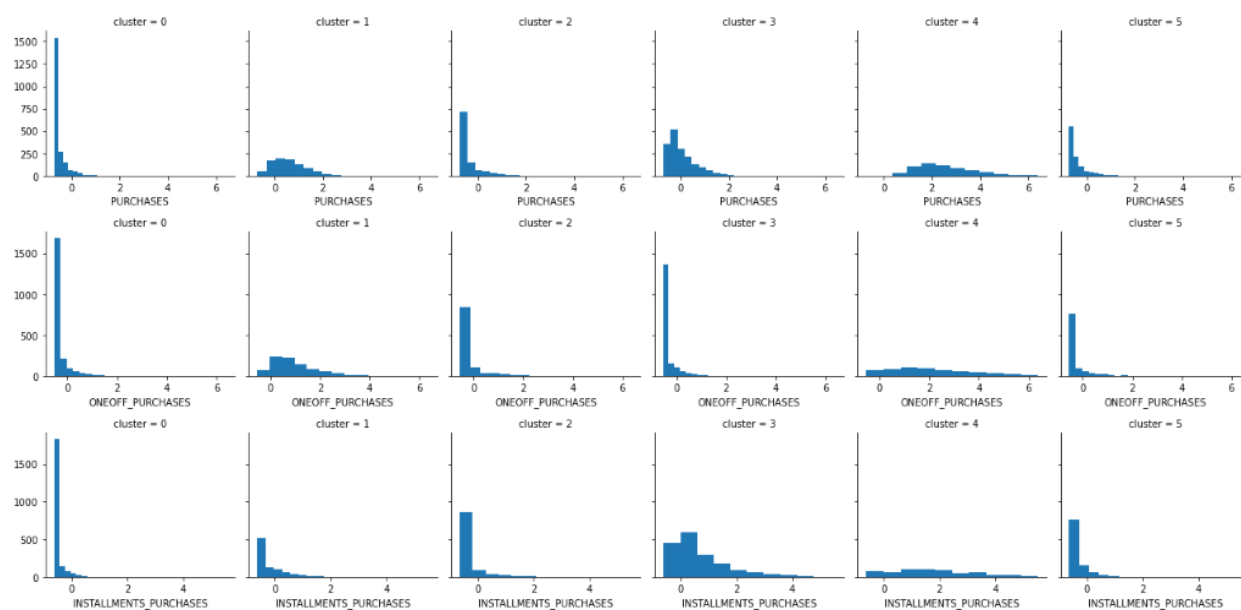 cluster = 0 cluster = 1 cluster = 2 cluster = 3 cluster = 4 cluster = 5
1500
1250
1000
750
500
250
0
0 2 4 6 0 2 4 6 0 2 4 6 0 2 4 6 0 2 4 6 0 2 4 6
PURCHASES PURCHASES PURCHASES PURCHASES PURCHASES PURCHASES
cluster = 0 cluster = 1 cluster = 2 cluster = 3 cluster = 4 cluster = 5
1500
1000
500
0
0 2 4 6 0 2 4 6 0 2 4 6 0 2 4 6 0 2 4 6 0 2 4 6
ONEOFF_PURCHASES ONEOFF_PURCHASES ONEOFF_PURCHASES ONEOFF_PURCHASES ONEOFF_PURCHASES ONEOFF_PURCHASES
cluster = 0 cluster = 1 cluster = 2 cluster = 3 cluster = 4 cluster = 5
1500
1000
500
0
0 2 4 0 2 4 0 2 4 0 2 4 0 2 4 0 2 4
INSTALLMENTS_PURCHASES INSTALLMENTS_PURCHASES INSTALLMENTS_PURCHASES INSTALLMENTS_PURCHASES INSTALLMENTS_PURCHASES INSTALLMENTS_PURCHASES